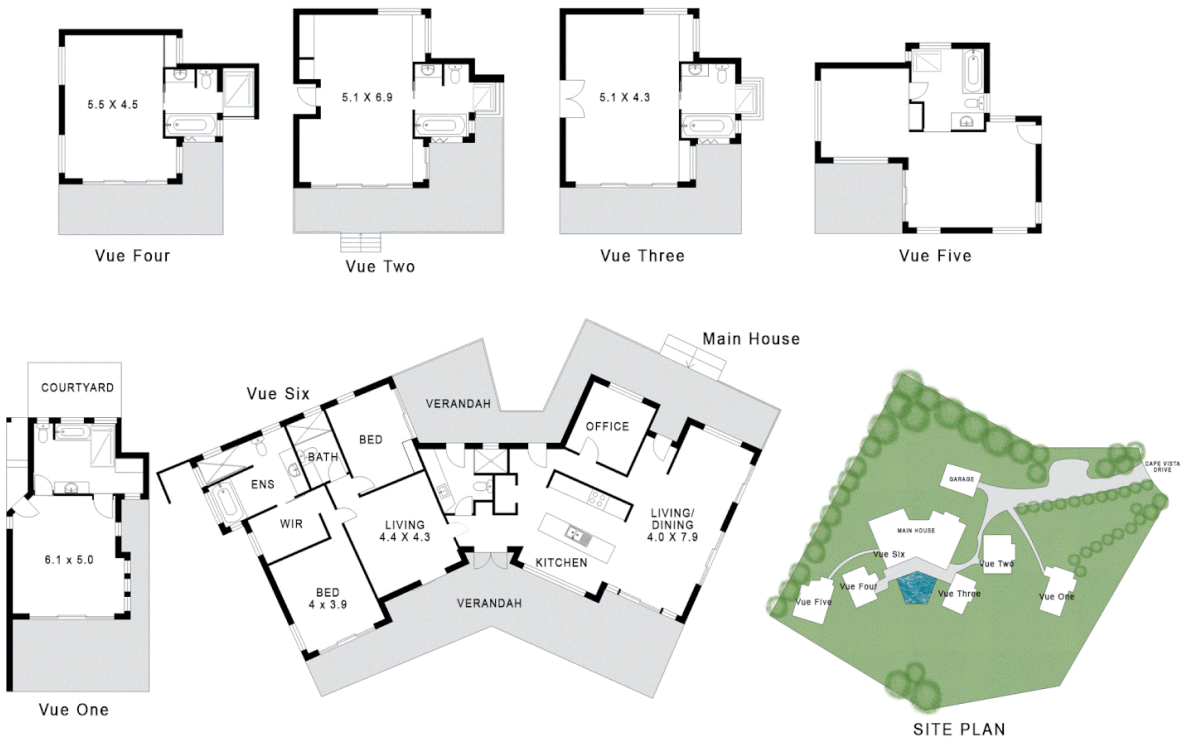 5.5 X 4.5
Vue Four
5.1 X 6.9
Vue Two
5.1 X 4.3
Vue Three
Vue Five
COURTYARD
6.1 x 5.0
Vue One
Vue Six
Main House
VERANDAH
OFFICE
BED
BATH
ENS
WIR
LIVING
4.4 X 4.3
LIVING/
DINING
4.0 X 7.9
KITCHEN
BED
4 x 3.9
VERANDAH
CAPE VISTA
DRIVE
GARAGE
MAIN HOUSE
Vue Six
Vue Two
Vue Four
Vue Three
Vue One
Vue Five
SITE PLAN